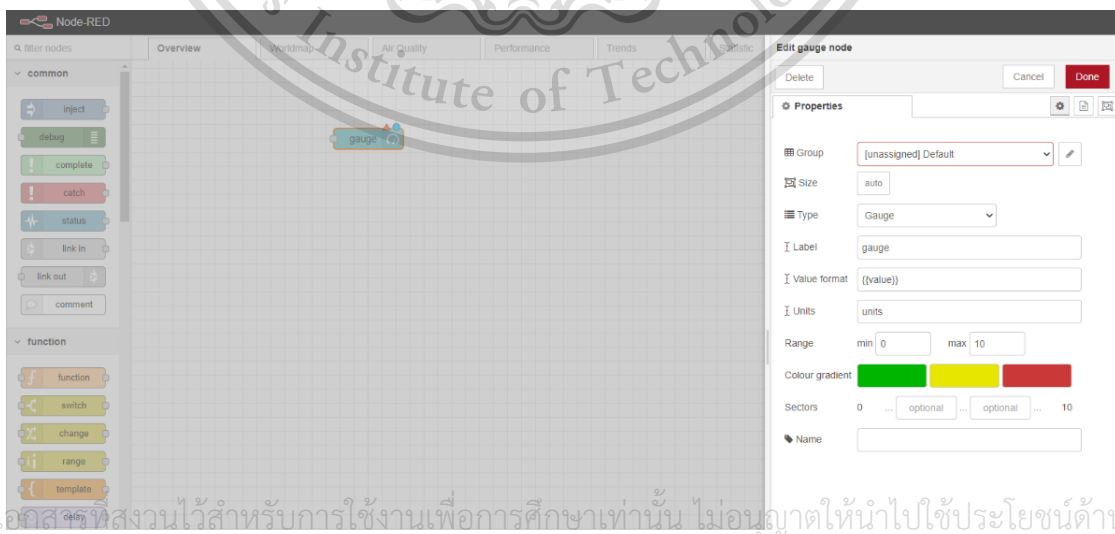 Node-RED
Institute of Technolo
filter nodes
Overview
Worldmap
Air Quality
Performance
Trends
Statistic
Edit gauge node
common
Delete
Cancel
Done
Properties
inject
debug
complete
catch
status
link in
link out
comment
gauge
Group
[unassigned] Default
Size
auto
Type
Gauge
Label
gauge
Value format
{{value}}
Units
units
Range
min 0
max 10
Colour gradient
Sectors
0 ... optional ... optional ... 10
Name
function
function
switch
change
range
template
delay
เอกสารที่สงวนไว้สำหรับการใช้งานเพื่อการศึกษาเท่านั้น ไม่อนุญาตให้นำไปใช้ประโยชน์ด้าน